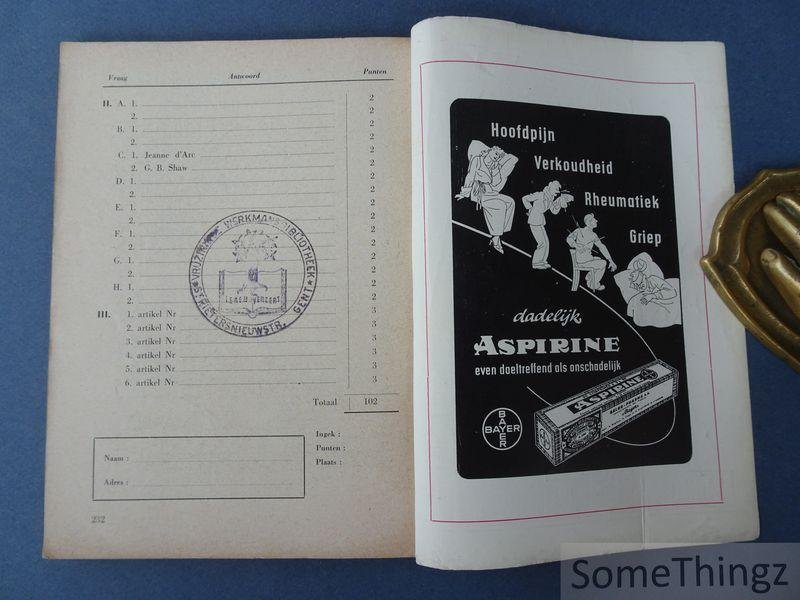 Vraag Antwoord Punten
II. A. 1. 2
2. 2
B. 1. 2
2. 2
C. 1. Jeanne d'Arc 2
2. G. B. Shaw 2
D. 1. 2
2. 2
E. 1. 2
2. 2
F. 1. 2
2. 2
G. 1. 2
2. 2
H. 1. 2
2. 2
III. 1. artikel Nr 3
2. artikel Nr 3
3. artikel Nr 3
4. artikel Nr 3
5. artikel Nr 3
6. artikel Nr 3
Totaal 102
WERKMANSBIBLIOTHEEK
GENT
PIETERSNIEUWSTR.
Naam :
Adres :
Ingek :
Punten :
Plaats :
232
Hoofdpijn
Verkoudheid
Rheumatiek
Griep
dadelijk
ASPIRINE
even doeltreffend als onschadelijk
BAYER
BAYER
ASPIRINE
SomeThingz